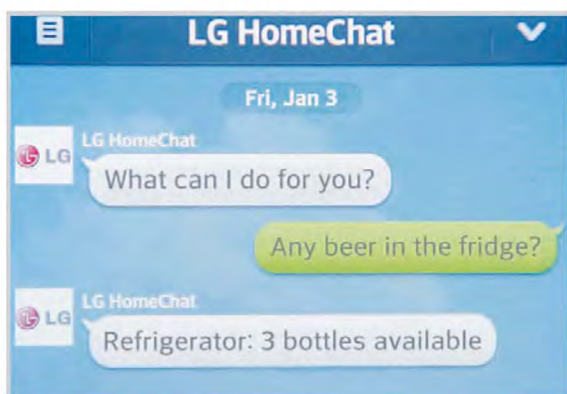 LG HomeChat
Fri, Jan 3
LG HomeChat
LG
What can I do for you?
Any beer in the fridge?
LG HomeChat
LG
Refrigerator: 3 bottles available